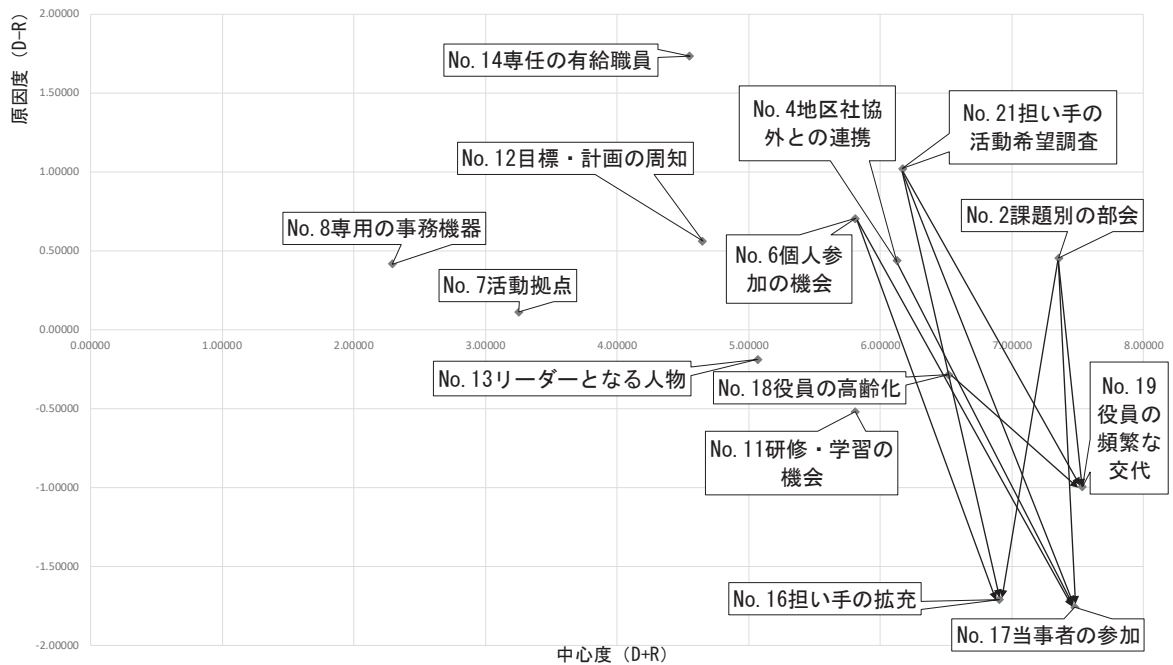 2.00000
1.50000
1.00000
0.50000
0.00000
-0.50000
-1.00000
-1.50000
-2.00000
原因度 (D-R)
0.00000 1.00000 2.00000 3.00000 4.00000 5.00000 6.00000 7.00000 8.00000
中心度 (D+R)
No.14専任の有給職員
No.4地区社協
外との連携
No.21担い手の
活動希望調査
No.12目標・計画の周知
No.2課題別の部会
No.8専用の事務機器
No.6個人参
加の機会
No.7活動拠点
No.13リーダーとなる人物
No.18役員の高齢化
No.19
役員の
頻繁な
交代
No.11研修・学習の
機会
No.16担い手の拡充
No.17当事者の参加